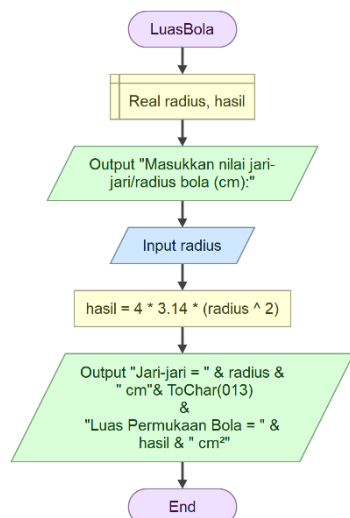 LuasBola
Real radius, hasil
Output "Masukkan nilai jari-
jari/radius bola (cm):"
Input radius
hasil = 4 * 3.14 * (radius ^ 2)
Output "Jari-jari = " & radius &
" cm"& ToChar(013)
&
"Luas Permukaan Bola = " &
hasil & " cm²"
End